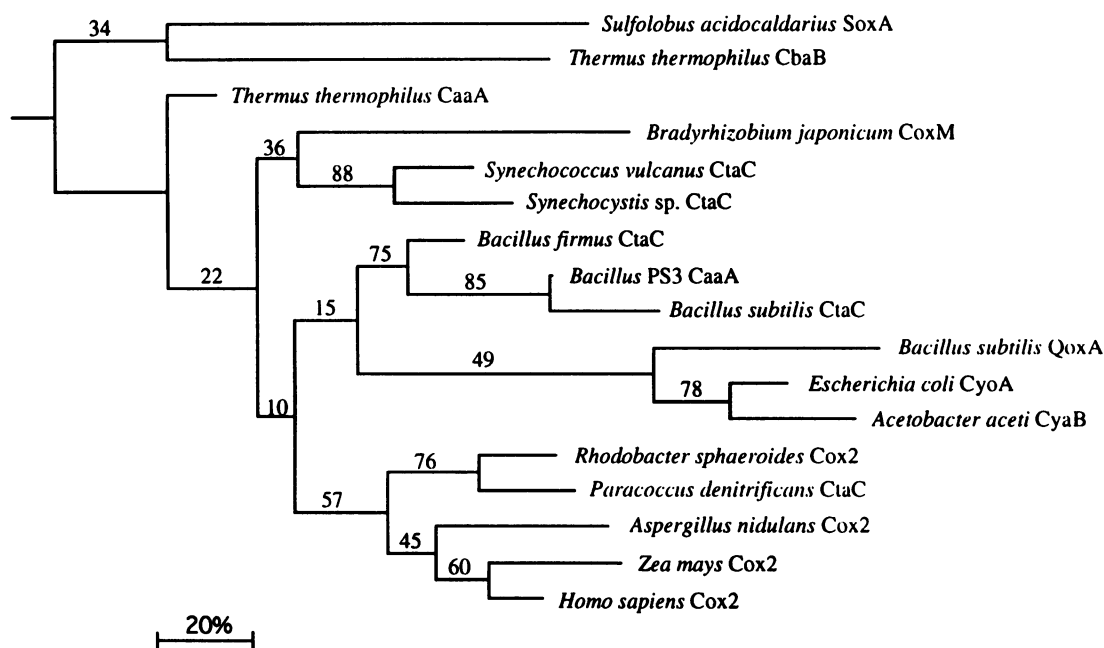 34
Sulfolobus acidocaldarius SoxA
Thermus thermophilus CbaB
Thermus thermophilus CaaA
Bradyrhizobium japonicum CoxM
36
88
Synechococcus vulcanus CtaC
Synechocystis sp. CtaC
Bacillus firmus CtaC
75
Bacillus PS3 CaaA
22
85
15
Bacillus subtilis CtaC
Bacillus subtilis QoxA
49
Escherichia coli CyoA
78
10
Acetobacter aceti CyaB
Rhodobacter sphaeroides Cox2
76
Paracoccus denitrificans CtaC
57
Aspergillus nidulans Cox2
45
Zea mays Cox2
60
Homo sapiens Cox2
20%